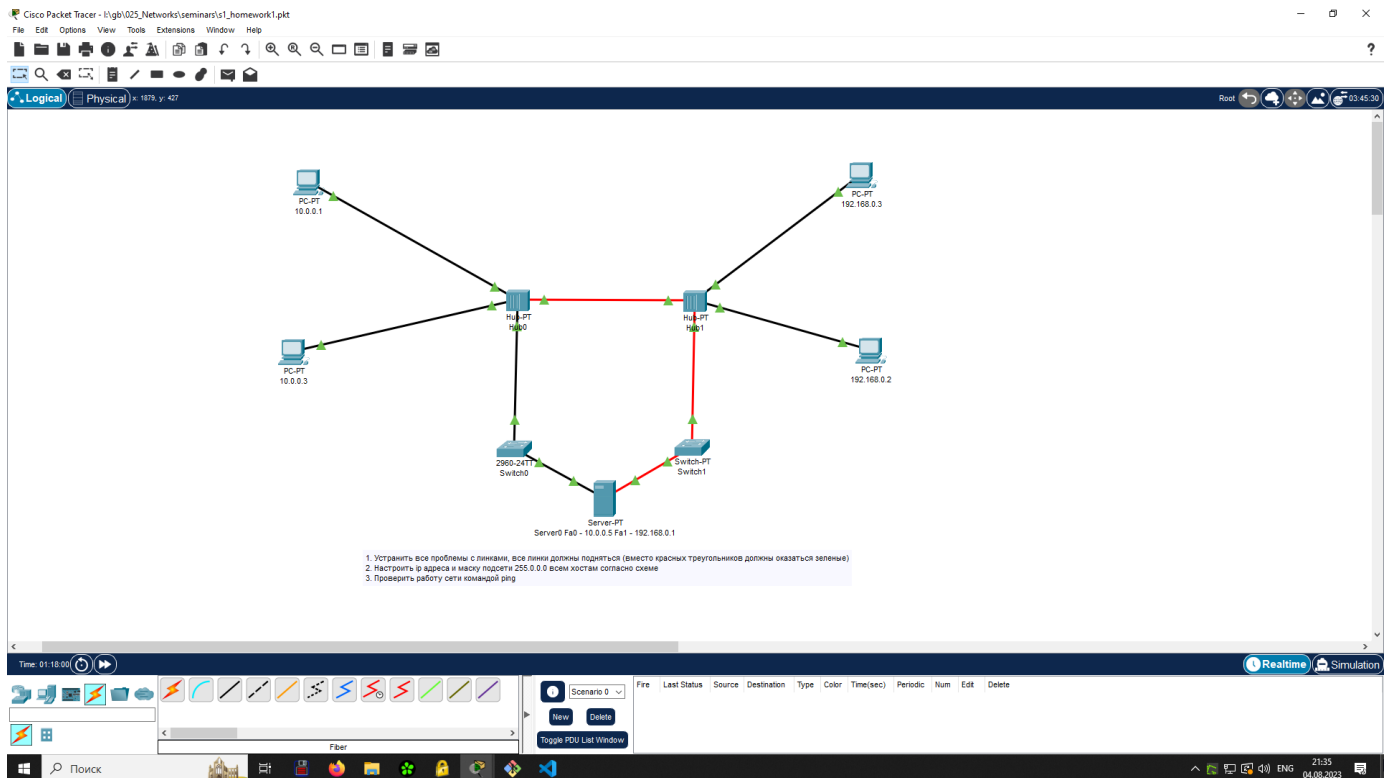 Cisco Packet Tracer - I:\gb\025_Networks\seminars\s1_homework1.pkt
File Edit Options View Tools Extensions Window Help
?
Logical Physical x: 1879, y: 427 Root 03:45:30
PC-PT
10.0.0.1
PC-PT
192.168.0.3
Hub-PT
Hub0
Hub-PT
Hub1
PC-PT
10.0.0.3
PC-PT
192.168.0.2
2960-24TT
Switch0
Switch-PT
Switch1
Server-PT
Server0 Fa0 - 10.0.0.5 Fa1 - 192.168.0.1
1. Устранить все проблемы с линками, все линки должны подняться (вместо красных треугольников должны оказаться зеленые)
2. Настроить ip адреса и маску подсети 255.0.0.0 всем хостам согласно схеме
3. Проверить работу сети командой ping
Time: 01:18:00 Realtime Simulation
Scenario 0
New Delete
Toggle PDU List Window
Fire Last Status Source Destination Type Color Time(sec) Periodic Num Edit Delete
Fiber
Поиск
ENG 21:35
04.08.2023